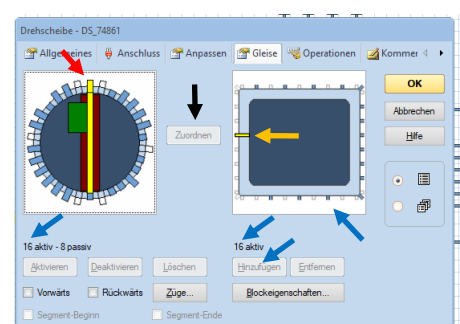 Drehscheibe - DS_74861
Allgemeines Anschluss Anpassen Gleise Operationen Kommer
OK
Abbrechen
Zuordnen
Hilfe
16 aktiv - 8 passiv 16 aktiv
Aktivieren Deaktivieren Löschen Hinzufügen Entfernen
Vorwärts Rückwärts Züge... Blockeigenschaften...
Segment-Beginn Segment-Ende